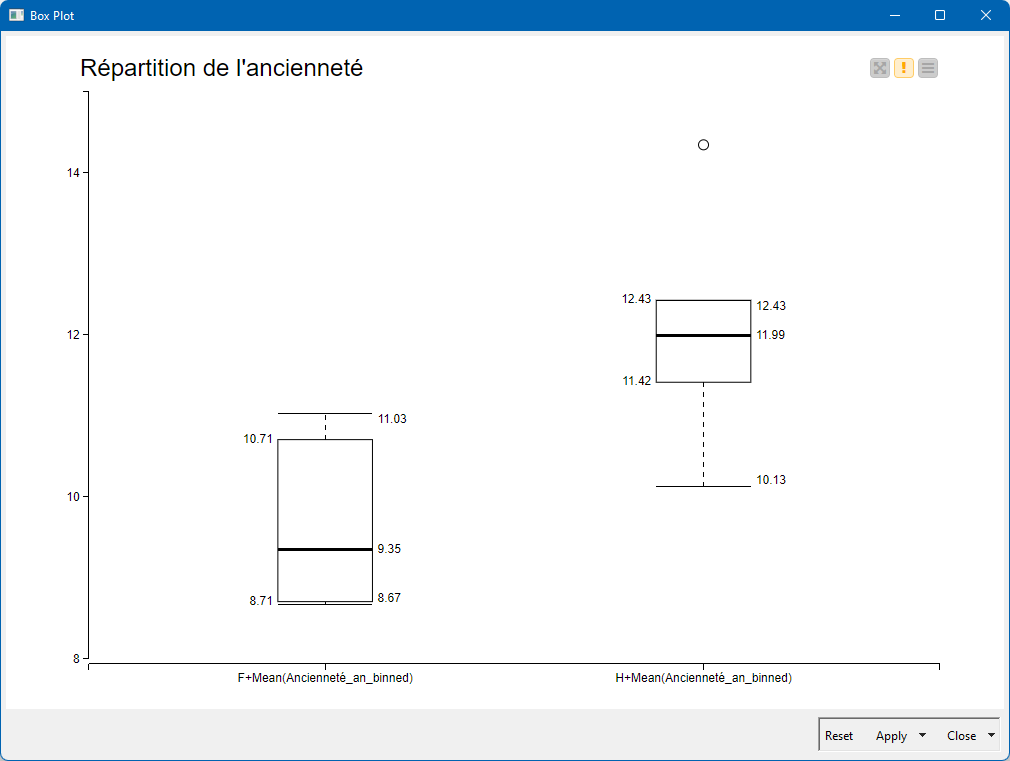 Box Plot
Répartition de l'ancienneté
14
12
10
8
12.43
12.43
11.99
11.42
10.13
11.03
10.71
9.35
8.71
8.67
F+Mean(Ancienneté_an_binned)
H+Mean(Ancienneté_an_binned)
Reset Apply Close